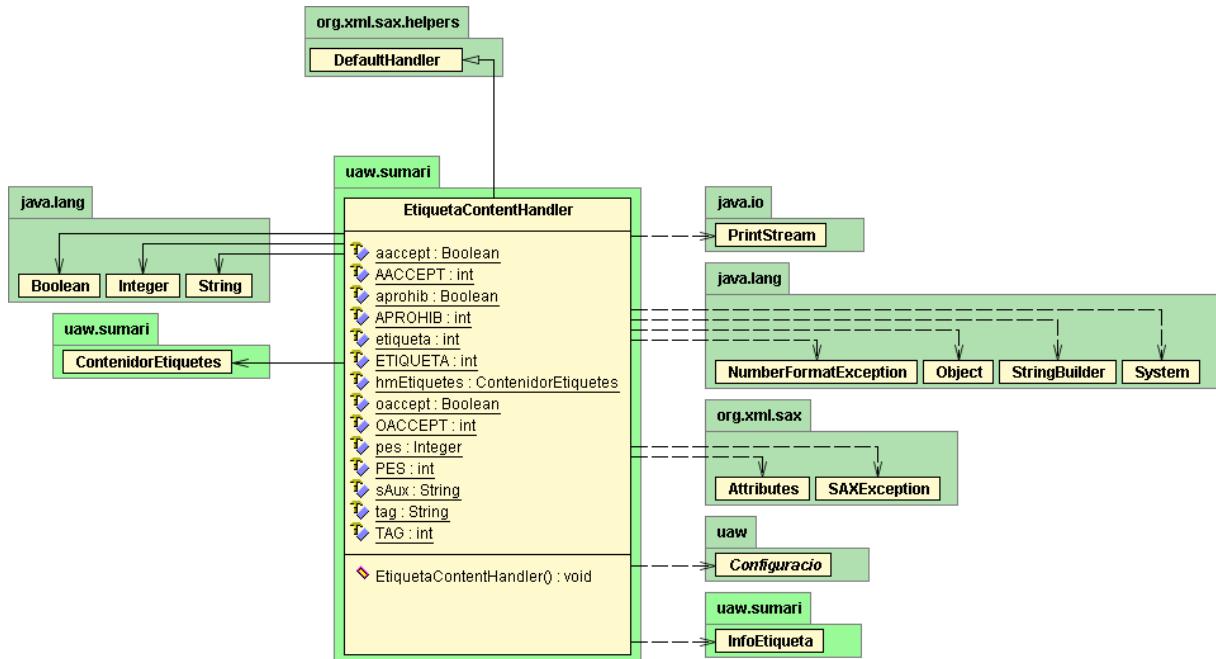 org.xml.sax.helpers
DefaultHandler
uaw.sumari
EtiquetaContentHandler
aaccept : Boolean
AACCEPT : int
aprohib : Boolean
APROHIB : int
etiqueta : int
ETIQUETA : int
hmEtiquetes : ContenidorEtiquetes
oaccept : Boolean
OACCEPT : int
pes : Integer
PES : int
sAux : String
tag : String
TAG : int
EtiquetaContentHandler() : void
java.lang
Boolean Integer String
uaw.sumari
ContenidorEtiquetes
java.io
PrintStream
java.lang
NumberFormatException Object StringBuilder System
org.xml.sax
Attributes SAXException
uaw
Configuracio
uaw.sumari
InfoEtiqueta